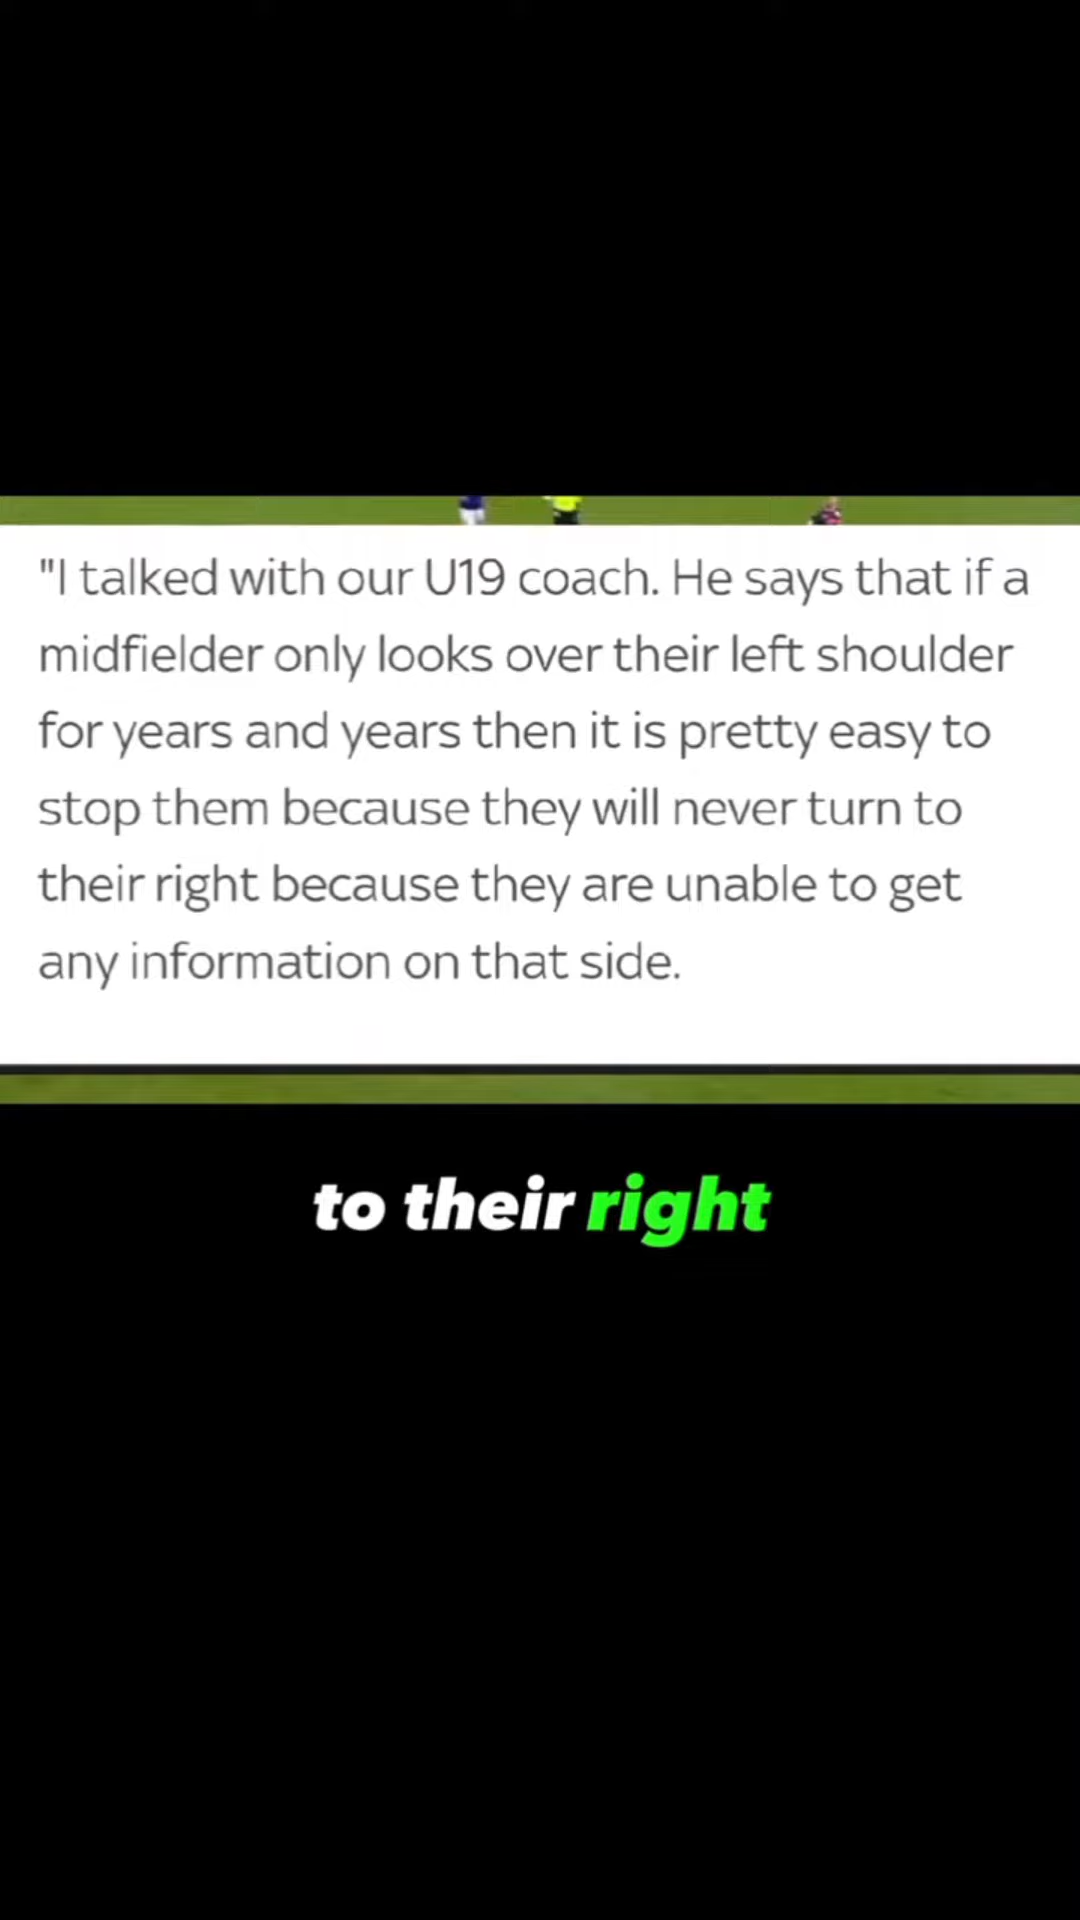 "I talked with our U19 coach. He says that if a
midfielder only looks over their left shoulder
for years and years then it is pretty easy to
stop them because they will never turn to
their right because they are unable to get
any information on that side.
to their right